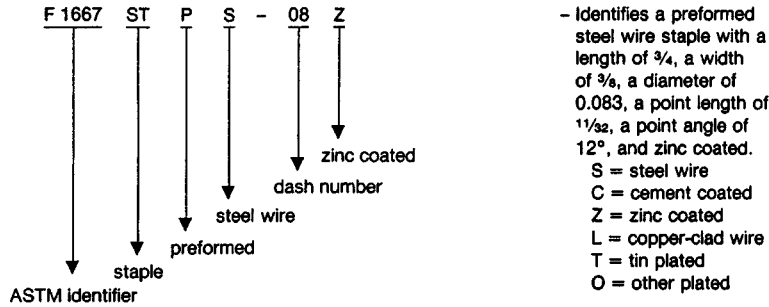 F 1667 ST P S – 08 Z
zinc coated
dash number
steel wire
preformed
staple
ASTM identifier
– Identifies a preformed
steel wire staple with a
length of 3/4, a width
of 3/8, a diameter of
0.083, a point length of
11/32, a point angle of
12°, and zinc coated.
S = steel wire
C = cement coated
Z = zinc coated
L = copper-clad wire
T = tin plated
O = other plated